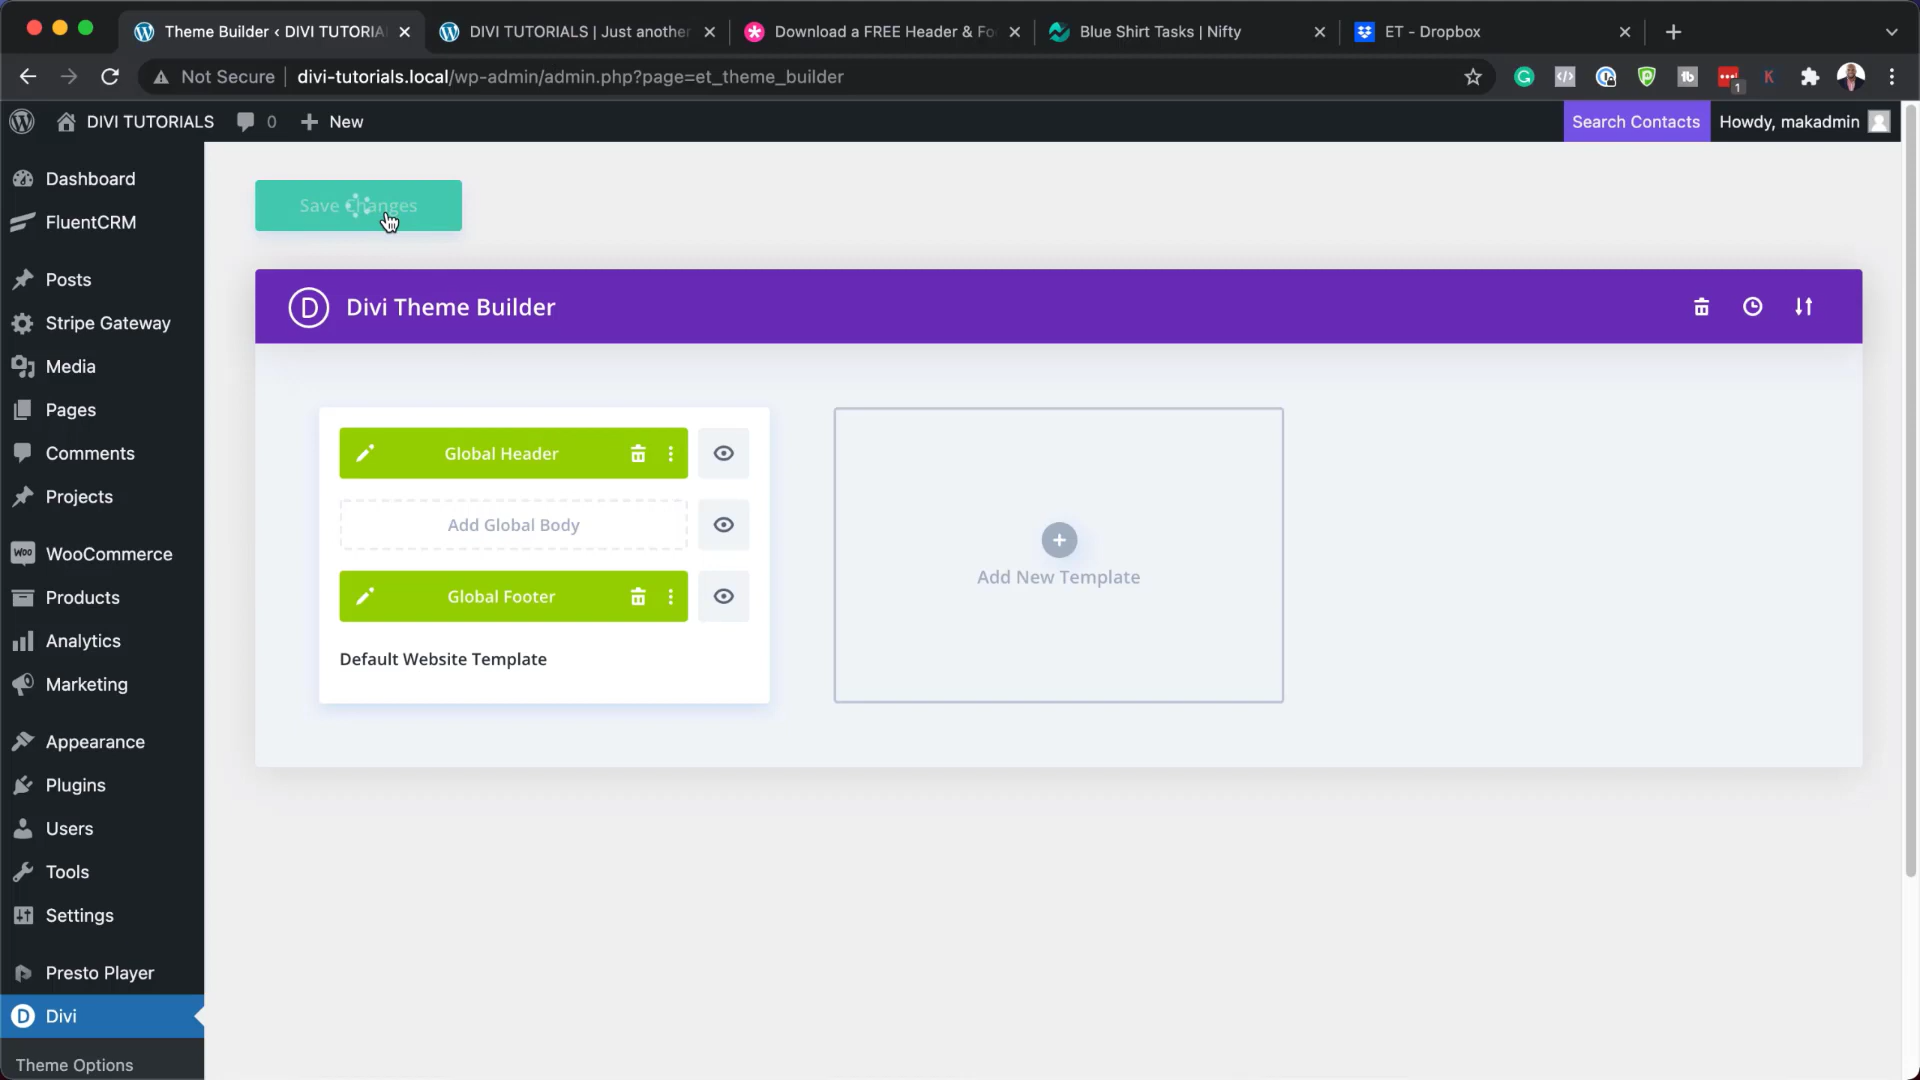 Theme Builder ‹ DIVI TUTORIA
DIVI TUTORIALS | Just another
Download a FREE Header & Fo
Blue Shirt Tasks | Nifty
ET - Dropbox
Not Secure
divi-tutorials.local/wp-admin/admin.php?page=et_theme_builder
1
DIVI TUTORIALS
0
New
Search Contacts
Howdy, makadmin
Dashboard
FluentCRM
Posts
Stripe Gateway
Media
Pages
Comments
Projects
WooCommerce
Products
Analytics
Marketing
Appearance
Plugins
Users
Tools
Settings
Presto Player
Divi
Theme Options
Save Changes
Divi Theme Builder
Global Header
Add Global Body
Global Footer
Default Website Template
Add New Template